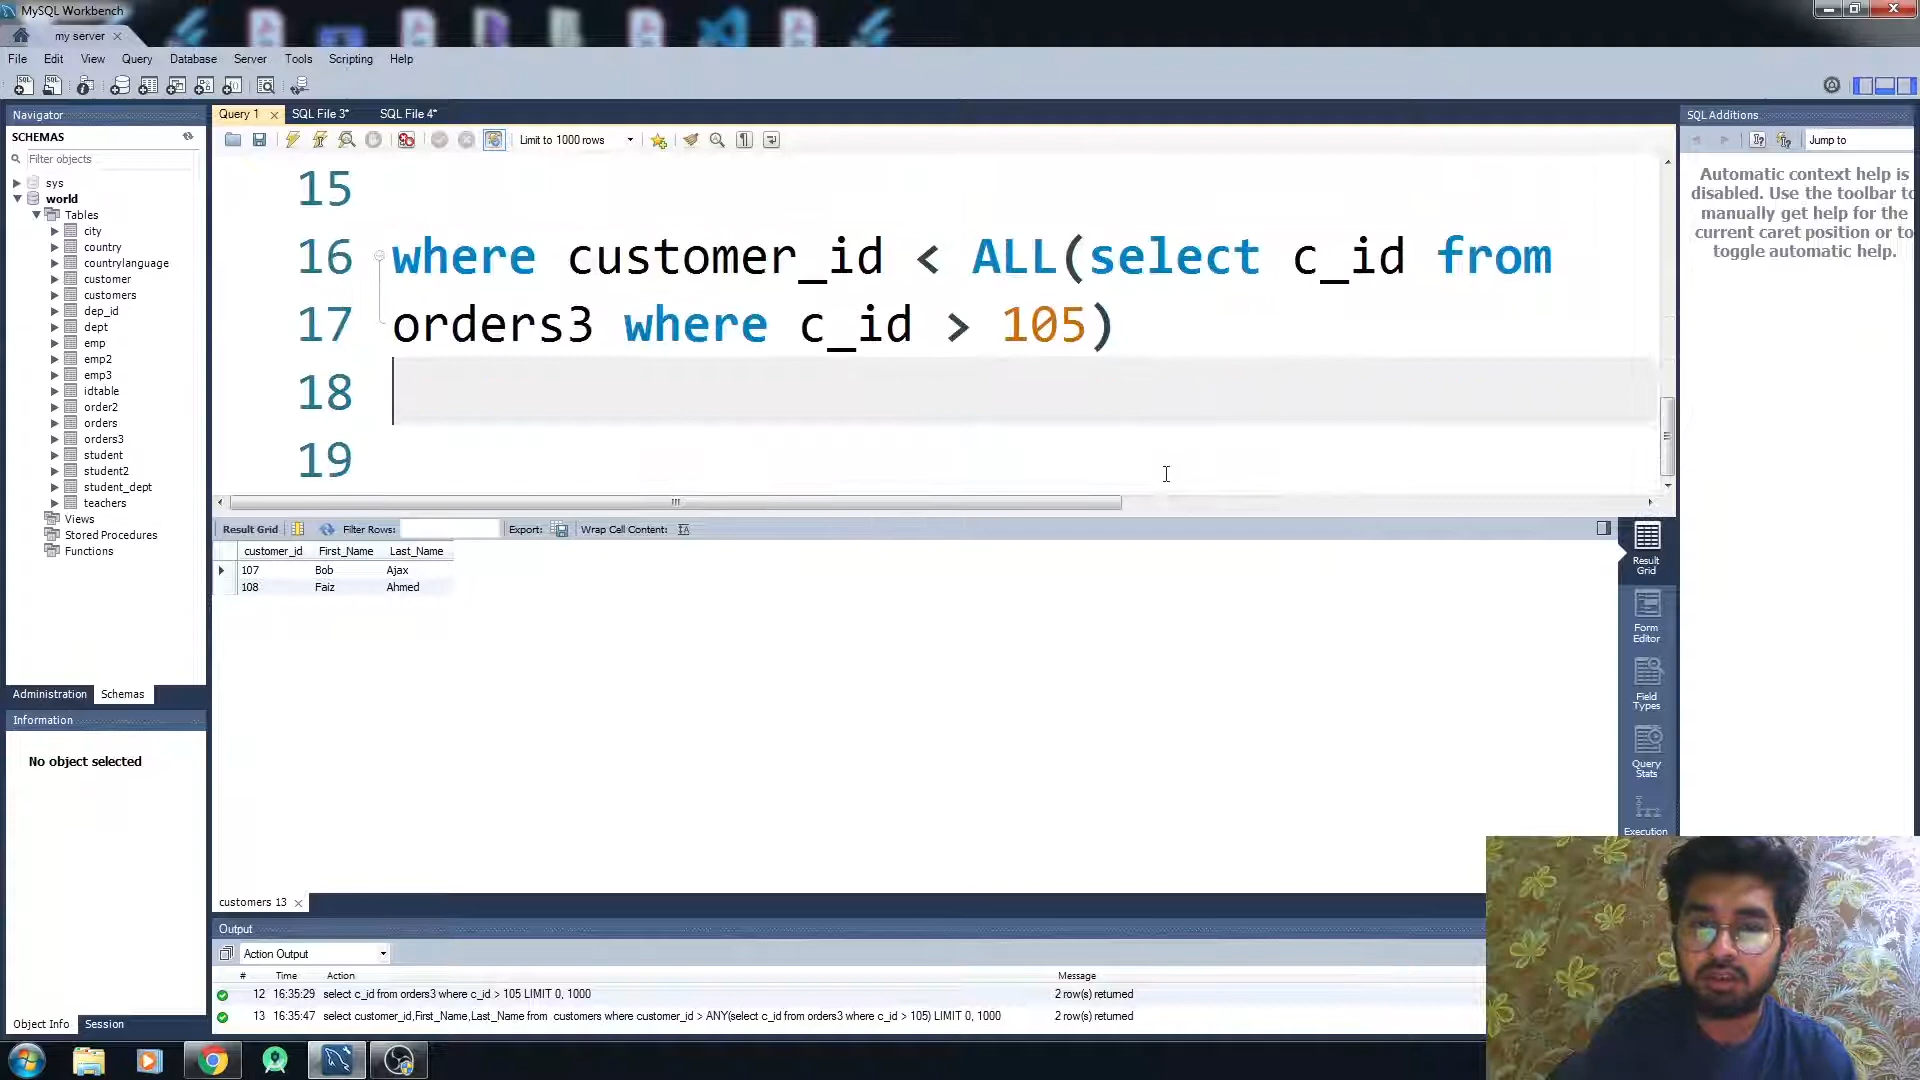 MySQL Workbench
my server
File Edit View Query Database Server Tools Scripting Help
Navigator
SCHEMAS
Filter objects
sys
world
Tables
city
country
countrylanguage
customer
customers
dep_id
dept
emp
emp2
emp3
idtable
order2
orders
orders3
student
student2
student_dept
teachers
Views
Stored Procedures
Functions
Administration Schemas
Information
No object selected
Object Info Session
Query 1 SQL File 3* SQL File 4*
Limit to 1000 rows
15
16 where customer_id < ALL(select c_id from
17 orders3 where c_id > 105)
18
19
Result Grid Filter Rows: Export: Wrap Cell Content:
customer_id First_Name Last_Name
107 Bob Ajax
108 Faiz Ahmed
Result
Grid
Form
Editor
Field
Types
Query
Stats
Execution
customers 13
Output
Action Output
# Time Action Message
12 16:35:29 select c_id from orders3 where c_id > 105 LIMIT 0, 1000 2 row(s) returned
13 16:35:47 select customer_id,First_Name,Last_Name from customers where customer_id > ANY(select c_id from orders3 where c_id > 105) LIMIT 0, 1000 2 row(s) returned
SQL Additions
Jump to
Automatic context help is
disabled. Use the toolbar to
manually get help for the
current caret position or to
toggle automatic help.